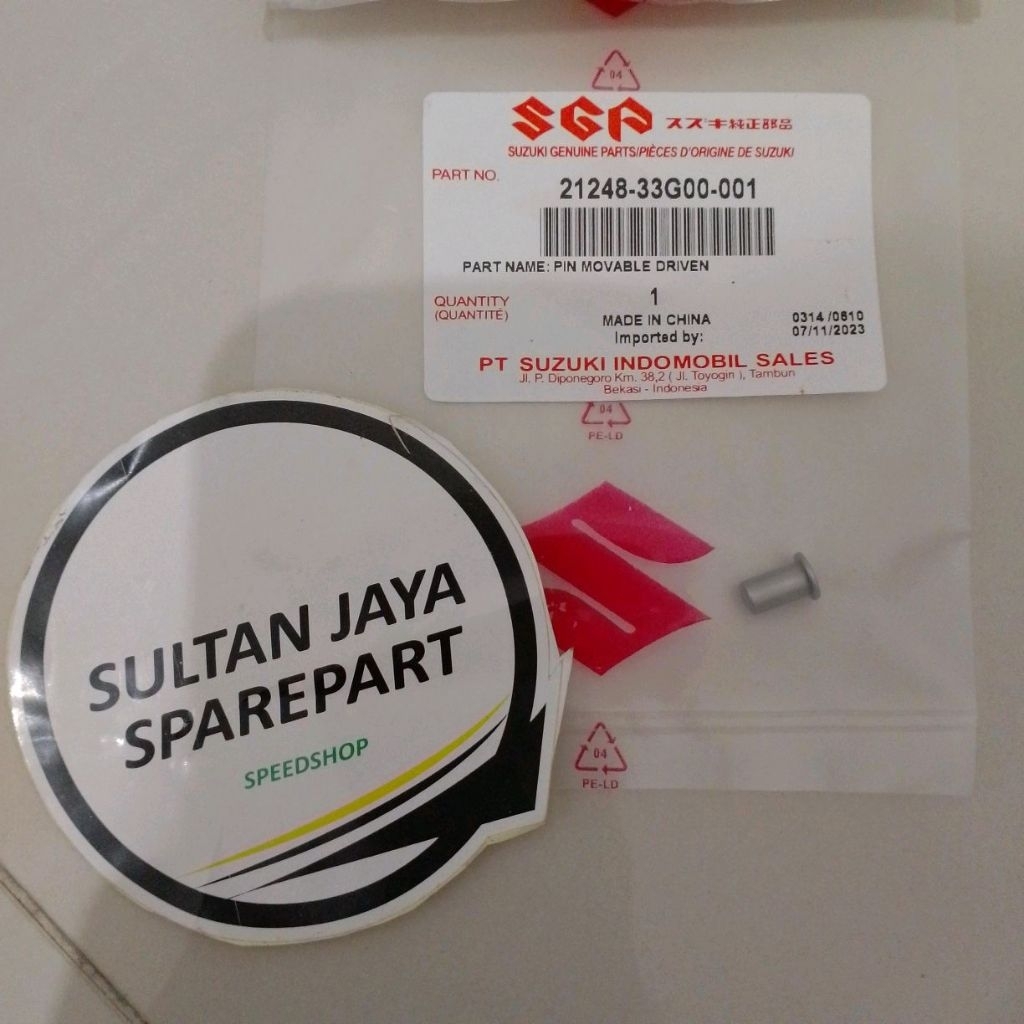 04
SGP スズキ純正部品
SUZUKI GENUINE PARTS/PIÈCES D'ORIGINE DE SUZUKI
PART NO.
21248-33G00-001
PART NAME: PIN MOVABLE DRIVEN
QUANTITY
(QUANTITÉ)
1
MADE IN CHINA
Imported by:
0314 /0610
07/11/2023
PT SUZUKI INDOMOBIL SALES
Jl. P. Diponegoro Km. 38,2 ( Jl. Toyogiri ), Tambun
Bekasi - Indonesia
04
PE-LD
SULTAN JAYA
SPAREPART
SPEEDSHOP
04
PE-LD